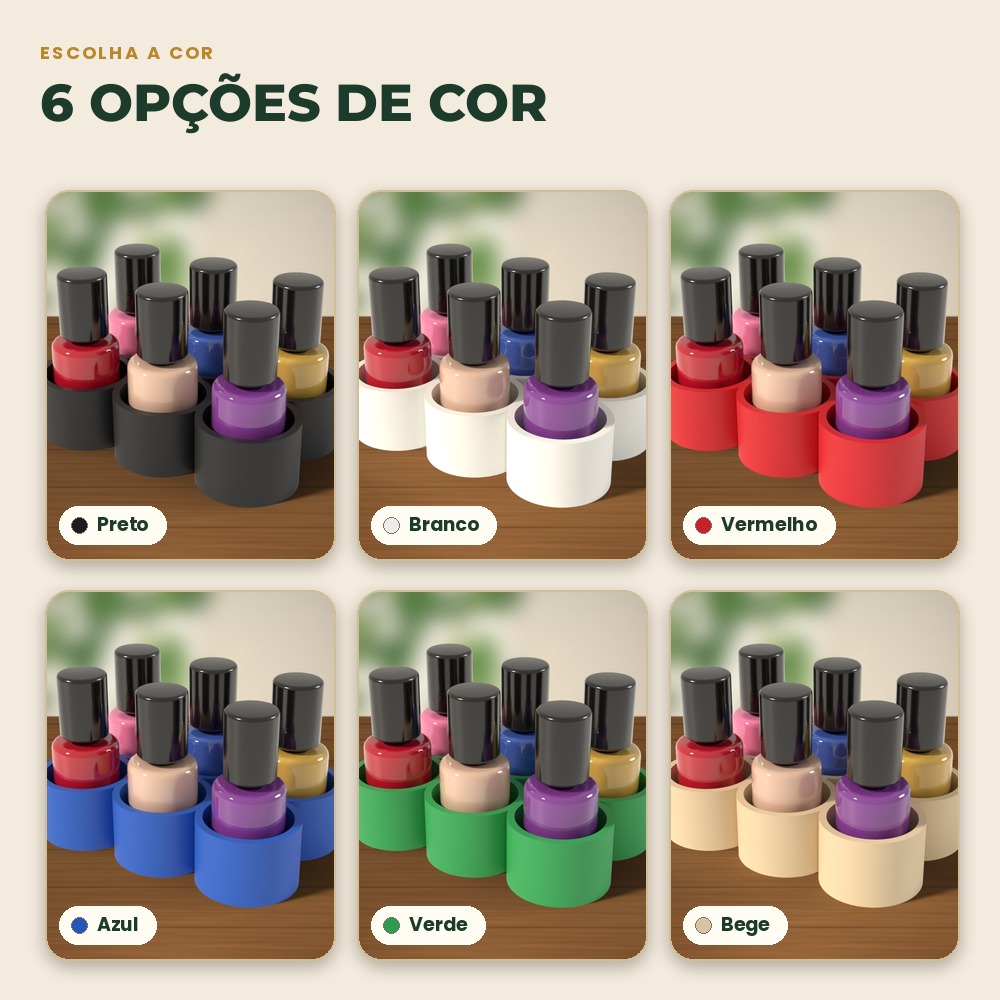 ESCOLHA A COR
6 OPÇÕES DE COR
Preto
Branco
Vermelho
Azul
Verde
Bege